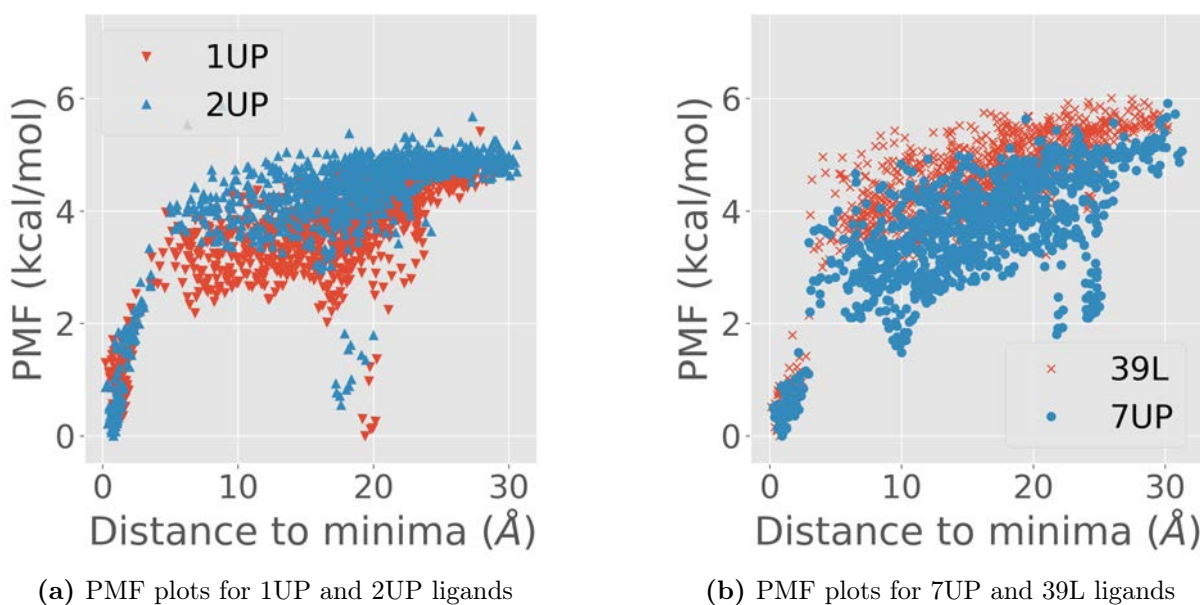 1UP
2UP
6
4
2
0
PMF (kcal/mol)
0 10 20 30
Distance to minima (Å)
(a) PMF plots for 1UP and 2UP ligands
6
4
2
0
PMF (kcal/mol)
39L
7UP
0 10 20 30
Distance to minima (Å)
(b) PMF plots for 7UP and 39L ligands